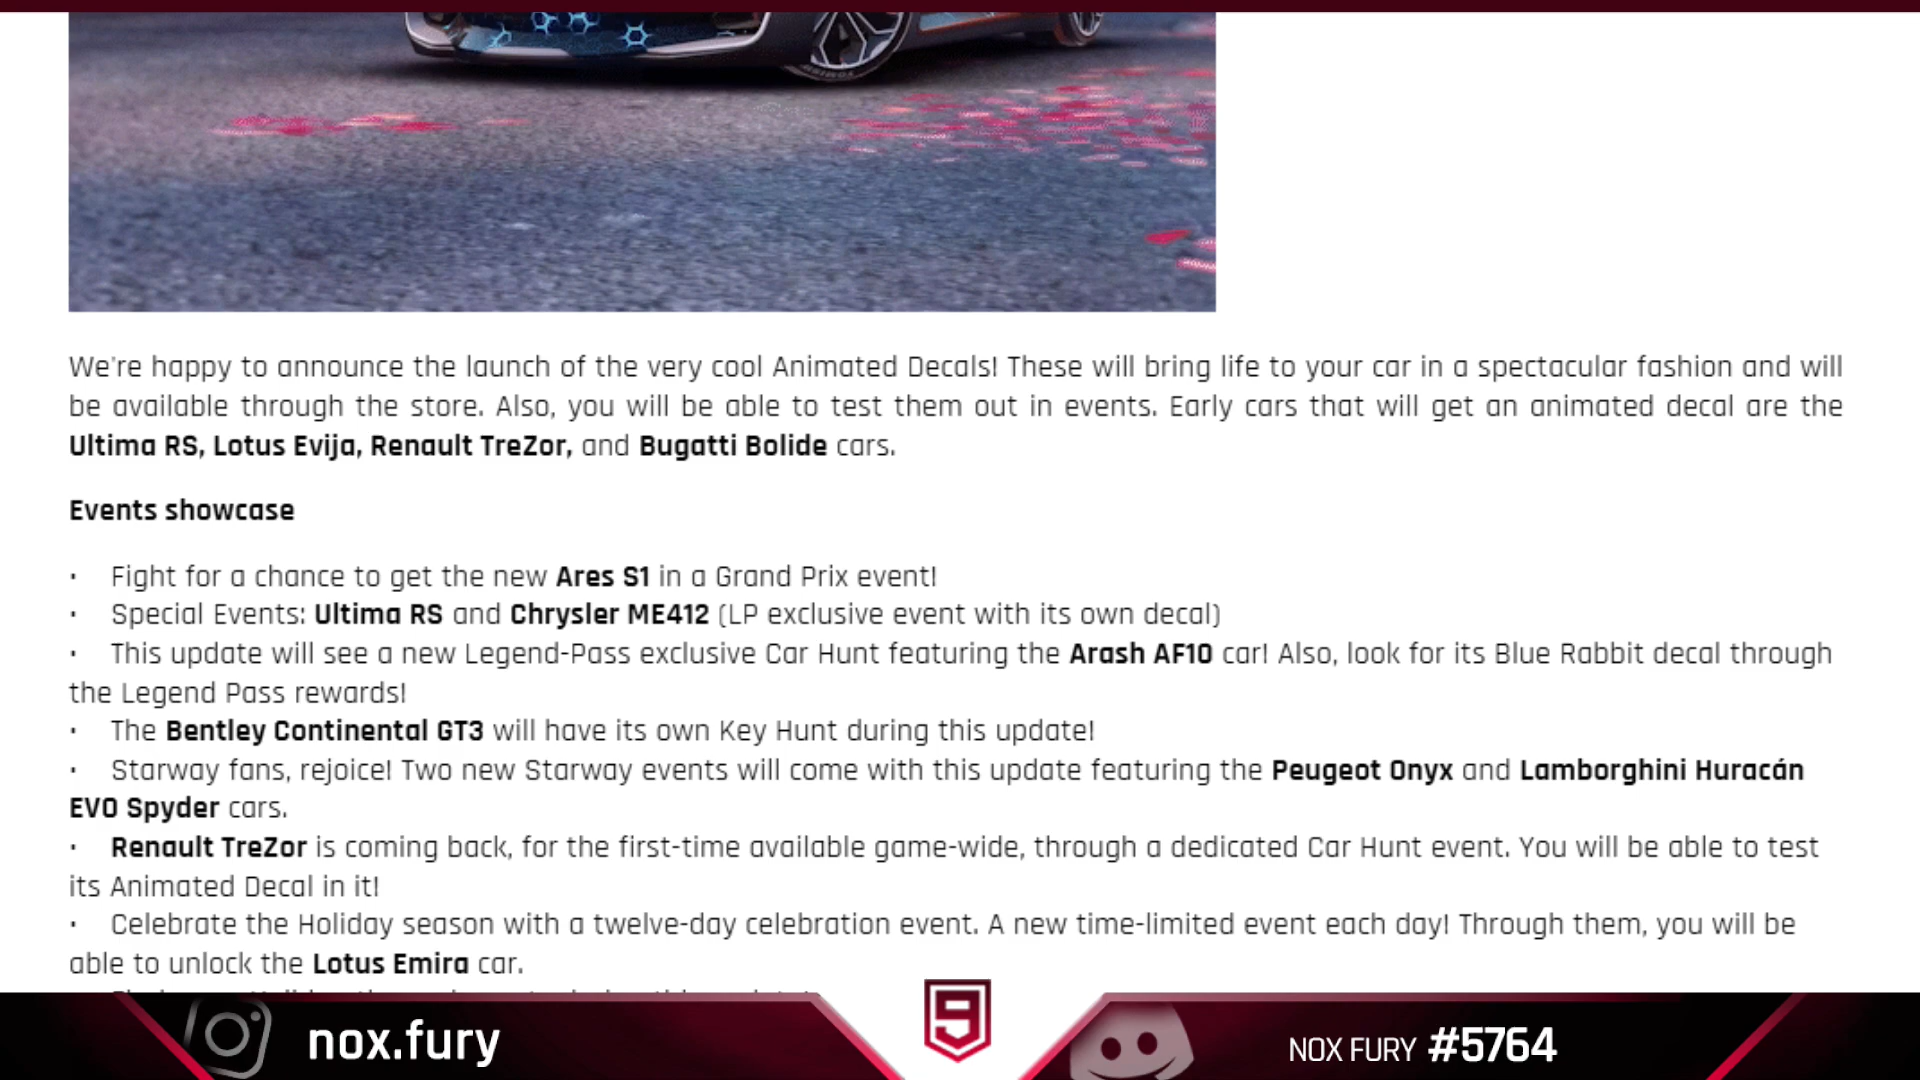 We're happy to announce the launch of the very cool Animated Decals! These will bring life to your car in a spectacular fashion and will
be available through the store. Also, you will be able to test them out in events. Early cars that will get an animated decal are the
Ultima RS, Lotus Evija, Renault TreZor, and Bugatti Bolide cars.
Events showcase
· Fight for a chance to get the new Ares S1 in a Grand Prix event!
· Special Events: Ultima RS and Chrysler ME412 (LP exclusive event with its own decal)
· This update will see a new Legend-Pass exclusive Car Hunt featuring the Arash AF10 car! Also, look for its Blue Rabbit decal through
the Legend Pass rewards!
· The Bentley Continental GT3 will have its own Key Hunt during this update!
· Starway fans, rejoice! Two new Starway events will come with this update featuring the Peugeot Onyx and Lamborghini Huracán
EVO Spyder cars.
· Renault TreZor is coming back, for the first-time available game-wide, through a dedicated Car Hunt event. You will be able to test
its Animated Decal in it!
· Celebrate the Holiday season with a twelve-day celebration event. A new time-limited event each day! Through them, you will be
able to unlock the Lotus Emira car.
nox.fury
9
NOX FURY #5764